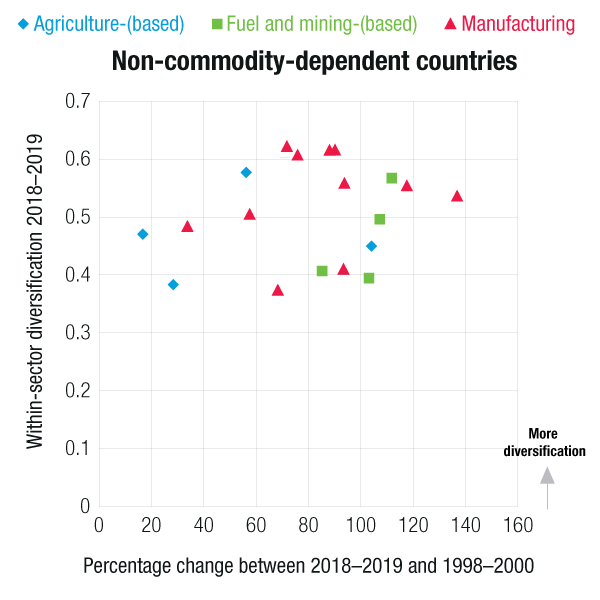 Agriculture-(based) Fuel and mining-(based) Manufacturing
Non-commodity-dependent countries
Within-sector diversification 2018–2019
0.7
0.6
0.5
0.4
0.3
0.2
0.1
0
More
diversification
0 20 40 60 80 100 120 140 160
Percentage change between 2018–2019 and 1998–2000